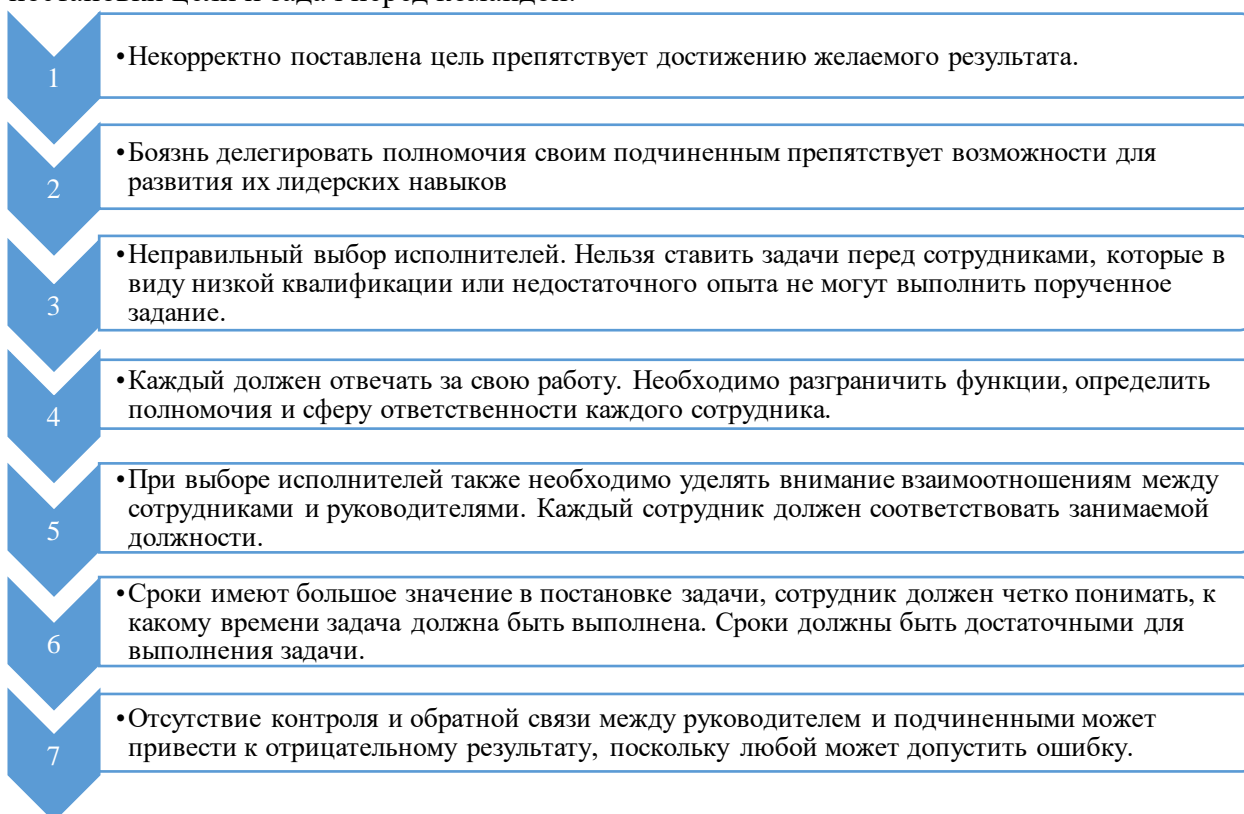 постановки цели и задач перед командой:
1
•Некорректно поставлена цель препятствует достижению желаемого результата.
2
•Боязнь делегировать полномочия своим подчиненным препятствует возможности для
развития их лидерских навыков
3
•Неправильный выбор исполнителей. Нельзя ставить задачи перед сотрудниками, которые в
виду низкой квалификации или недостаточного опыта не могут выполнить порученное
задание.
4
•Каждый должен отвечать за свою работу. Необходимо разграничить функции, определить
полномочия и сферу ответственности каждого сотрудника.
5
•При выборе исполнителей также необходимо уделять внимание взаимоотношениям между
сотрудниками и руководителями. Каждый сотрудник должен соответствовать занимаемой
должности.
6
•Сроки имеют большое значение в постановке задачи, сотрудник должен четко понимать, к
какому времени задача должна быть выполнена. Сроки должны быть достаточными для
выполнения задачи.
7
•Отсутствие контроля и обратной связи между руководителем и подчиненными может
привести к отрицательному результату, поскольку любой может допустить ошибку.